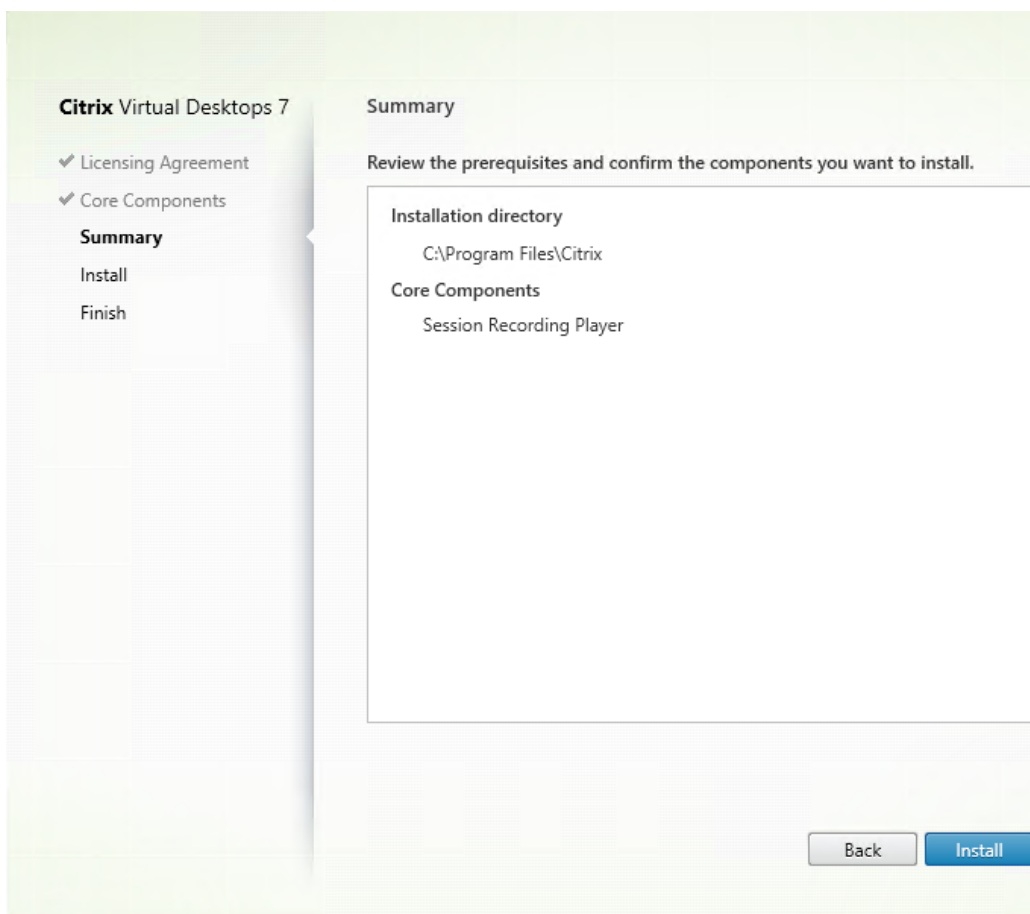 Citrix Virtual Desktops 7
Licensing Agreement
Core Components
Summary
Install
Finish
Summary
Review the prerequisites and confirm the components you want to install.
Installation directory
C:\Program Files\Citrix
Core Components
Session Recording Player
Back
Install